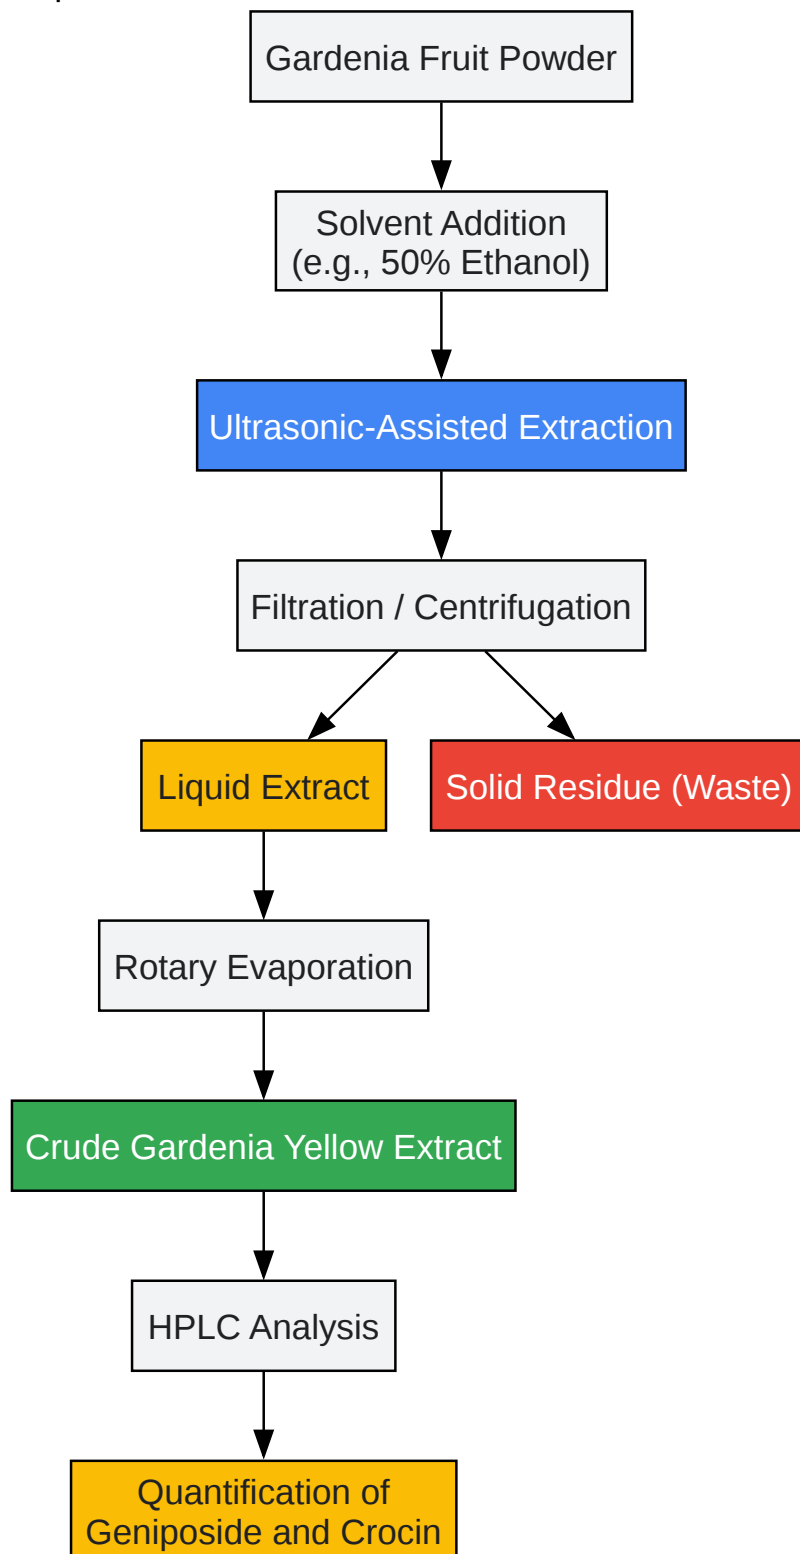 Gardenia Fruit Powder
Solvent Addition
(e.g., 50% Ethanol)
Ultrasonic-Assisted Extraction
Filtration / Centrifugation
Liquid Extract
Solid Residue (Waste)
Rotary Evaporation
Crude Gardenia Yellow Extract
HPLC Analysis
Quantification of
Geniposide and Crocin